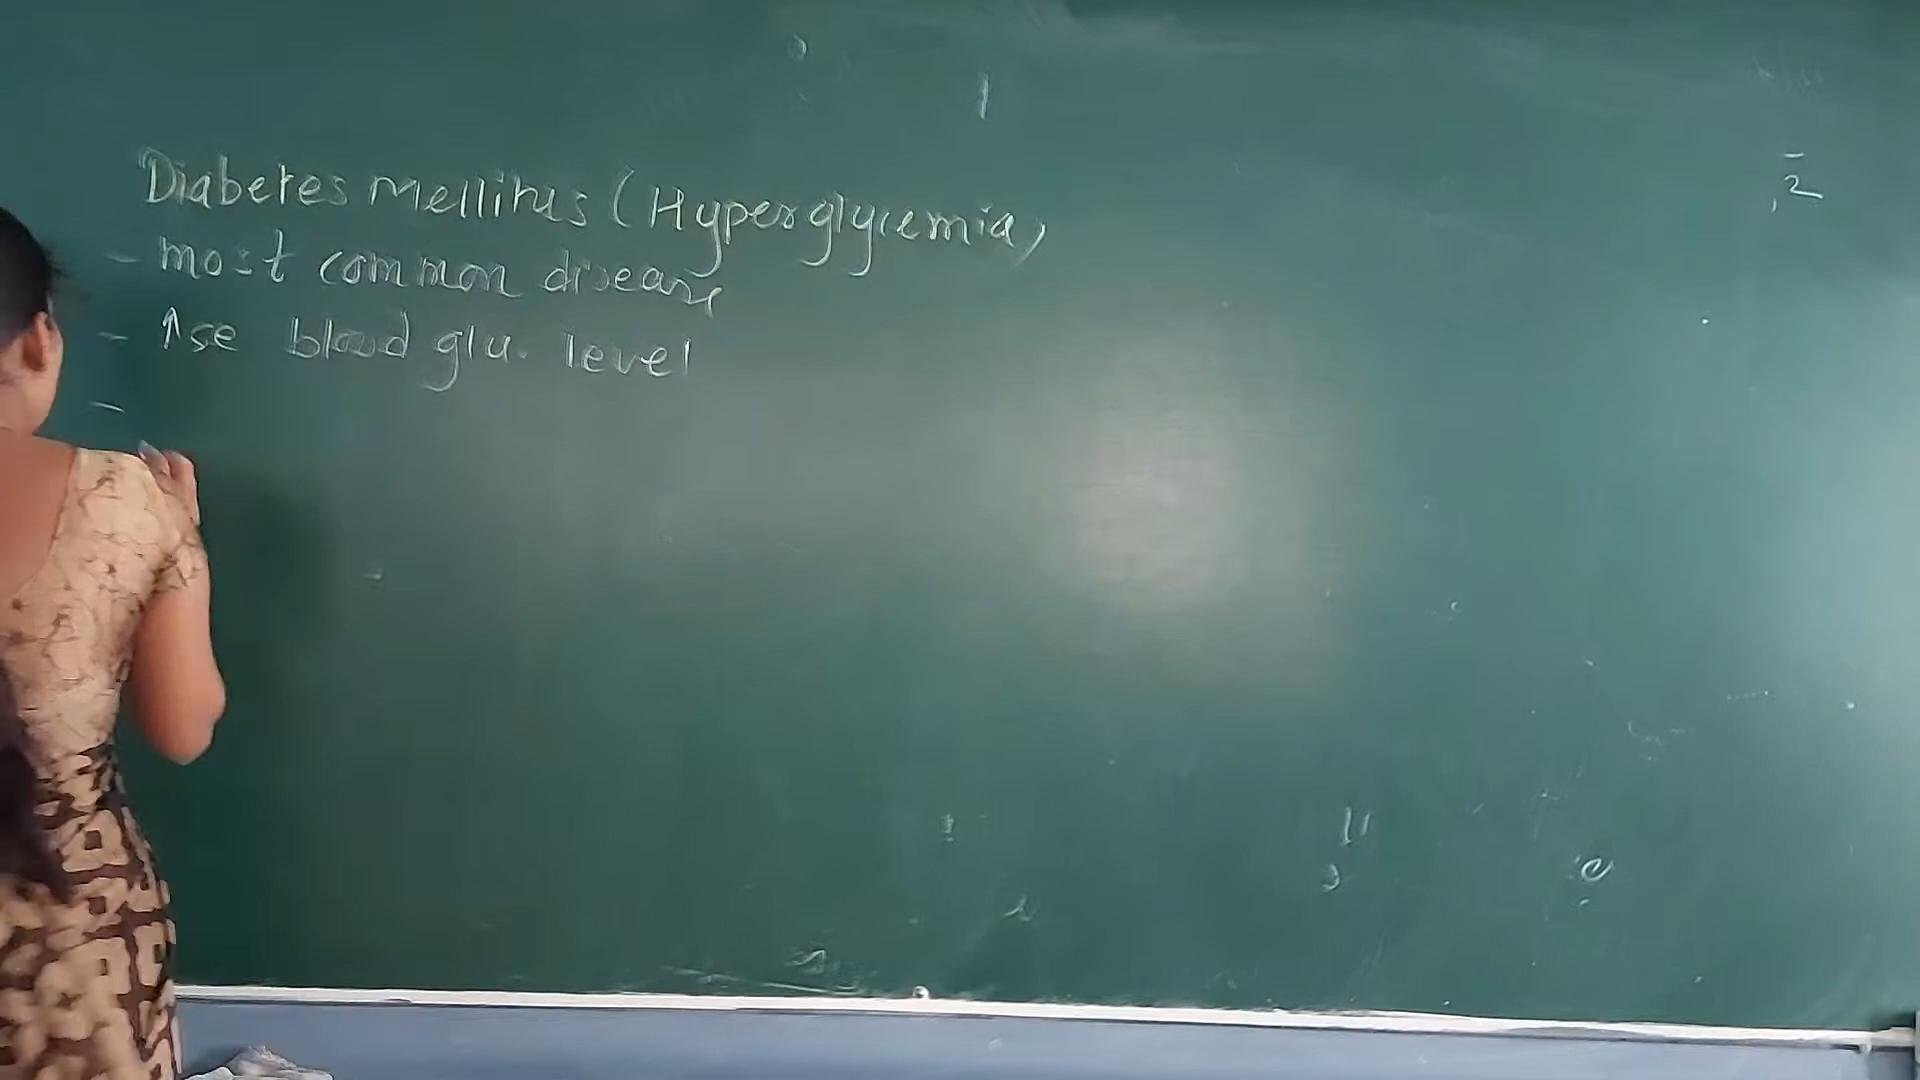 Diabetes Mellitus (Hyperglycemia)
- most common disease
- ↑se blood glu. level
-